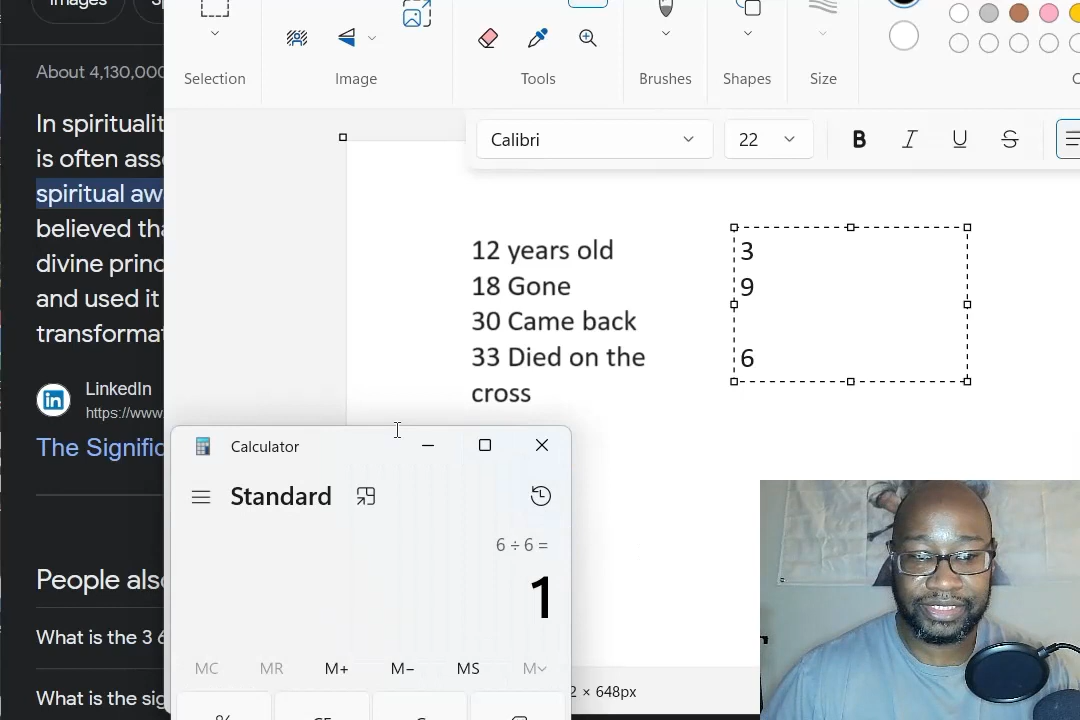 Images
About 4,130,000
In spiritualit
is often asso
spiritual awa
believed tha
divine princ
and used it
transformat
LinkedIn
https://www.
The Signific
People also
What is the 3 6
What is the sig
Selection
Image
Tools
Brushes
Shapes
Size
Calibri
22
B I U S
12 years old
18 Gone
30 Came back
33 Died on the
cross
3
9
6
Calculator
Standard
6 ÷ 6 =
1
MC MR M+ M− MS M
2 × 648px